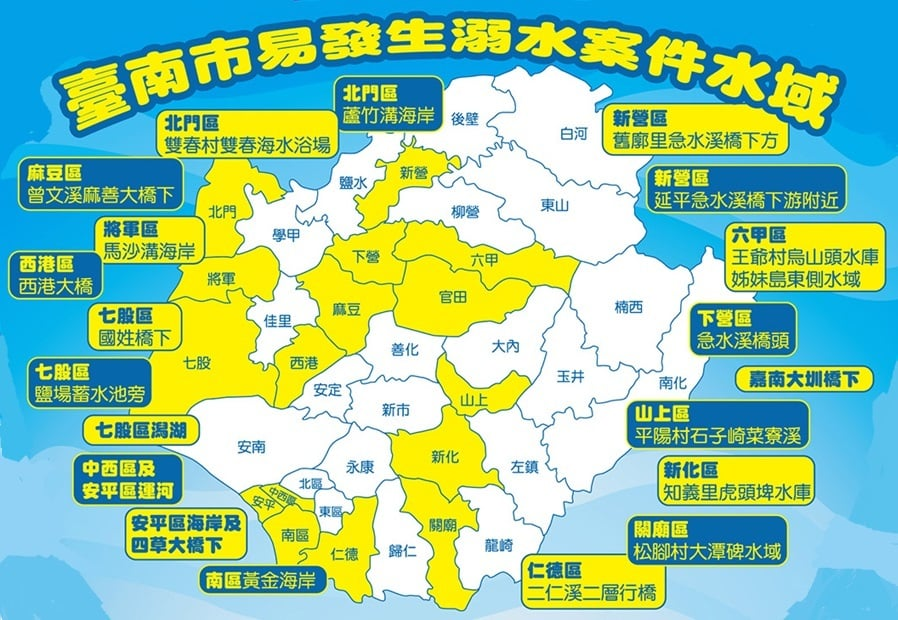 臺南市易發生溺水案件水域
北門區
蘆竹溝海岸
北門區
雙春村雙春海水浴場
麻豆區
曾文溪麻善大橋下
將軍區
馬沙溝海岸
西港區
西港大橋
七股區
國姓橋下
七股區
鹽場蓄水池旁
七股區潟湖
中西區及
安平區運河
安平區海岸及
四草大橋下
南區黃金海岸
新營區
舊廓里急水溪橋下方
新營區
延平急水溪橋下游附近
六甲區
王爺村烏山頭水庫
姊妹島東側水域
下營區
急水溪橋頭
嘉南大圳橋下
山上區
平陽村石子崎菜寮溪
新化區
知義里虎頭埤水庫
關廟區
松腳村大潭碑水域
仁德區
二仁溪二層行橋
後壁
白河
鹽水
新營
北門
學甲
柳營
東山
下營
六甲
將軍
官田
麻豆
楠西
佳里
七股
西港
善化
大內
安定
玉井
南化
新市
山上
安南
永康
新化
左鎮
北區
中西區
安平
東區
南區
仁德
歸仁
關廟
龍崎